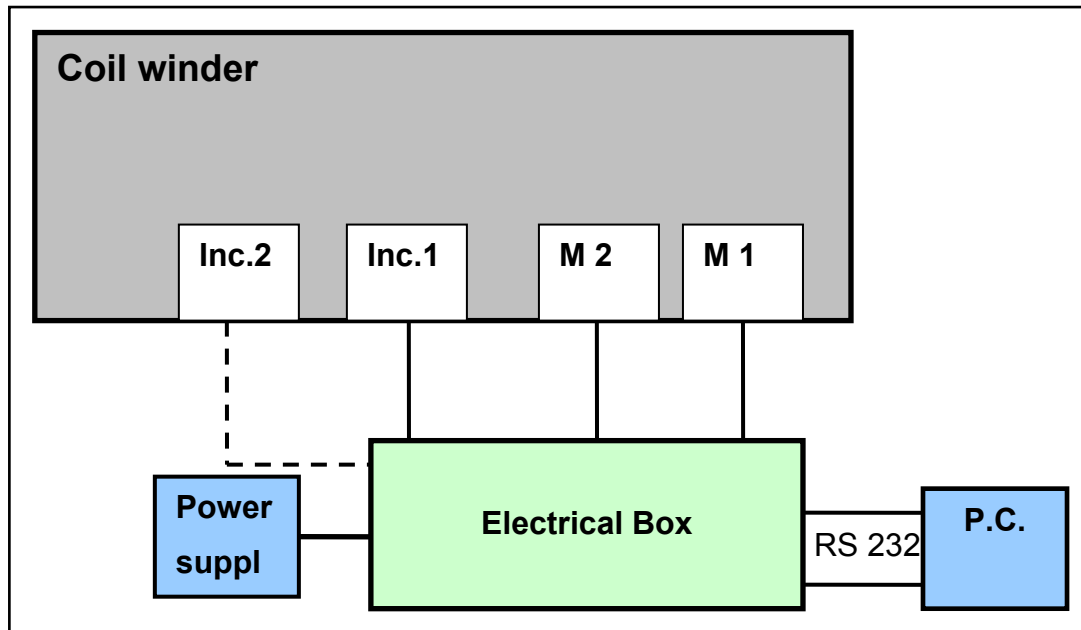 Coil winder
Inc.2
Inc.1
M 2
M 1
Power
suppl
Electrical Box
RS 232
P.C.